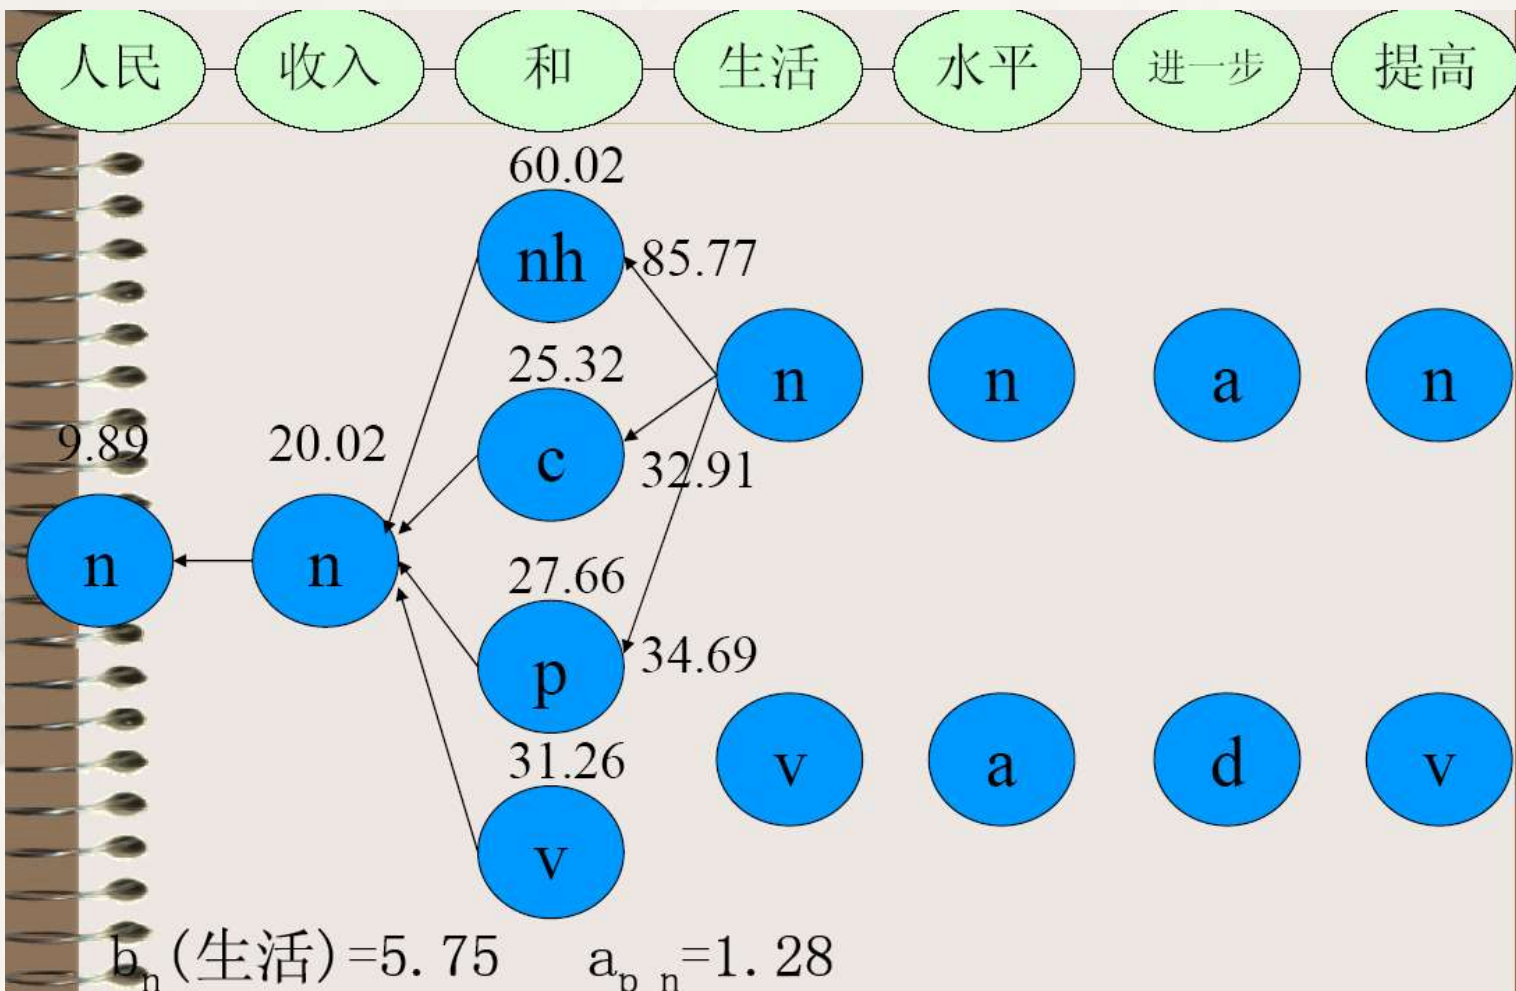 人民 收入 和 生活 水平 进一步 提高
60.02
nh 85.77
25.32
n n a n
9.89 20.02 c 32.91
n n 27.66
p 34.69
31.26 v a d v
v
bn(生活)=5.75 ap_n=1.28